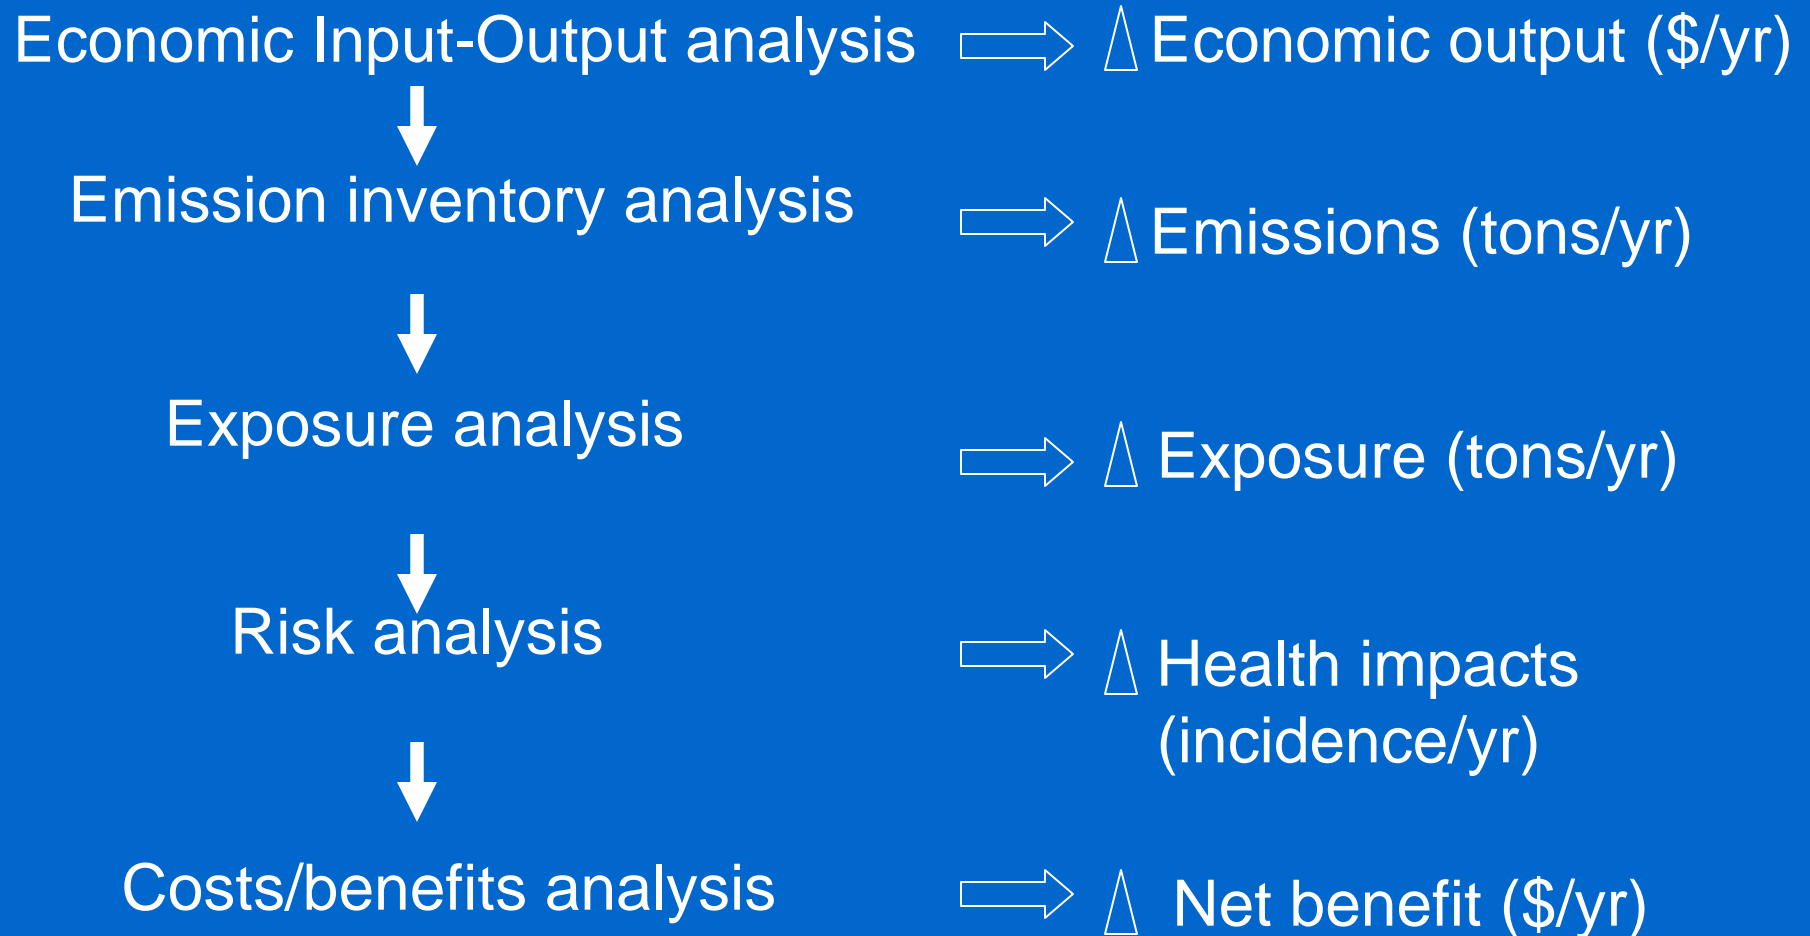 Economic Input-Output analysis
Economic output ($/yr)
Emission inventory analysis
Emissions (tons/yr)
Exposure analysis
Exposure (tons/yr)
Risk analysis
Health impacts
(incidence/yr)
Costs/benefits analysis
Net benefit ($/yr)